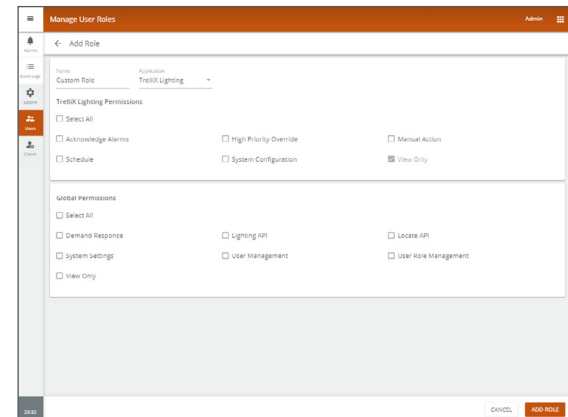 Manage User Roles
Admin
Alarms
Add Role
Event Logs
Name
Application
Custom Role
TrelliX Lighting
System
TrelliX Lighting Permissions
Select All
Users
Acknowledge Alarms
High Priority Override
Manual Action
Clients
Schedule
System Configuration
View Only
Global Permissions
Select All
Demand Response
Lighting API
Locate API
System Settings
User Management
User Role Management
View Only
CANCEL
ADD ROLE